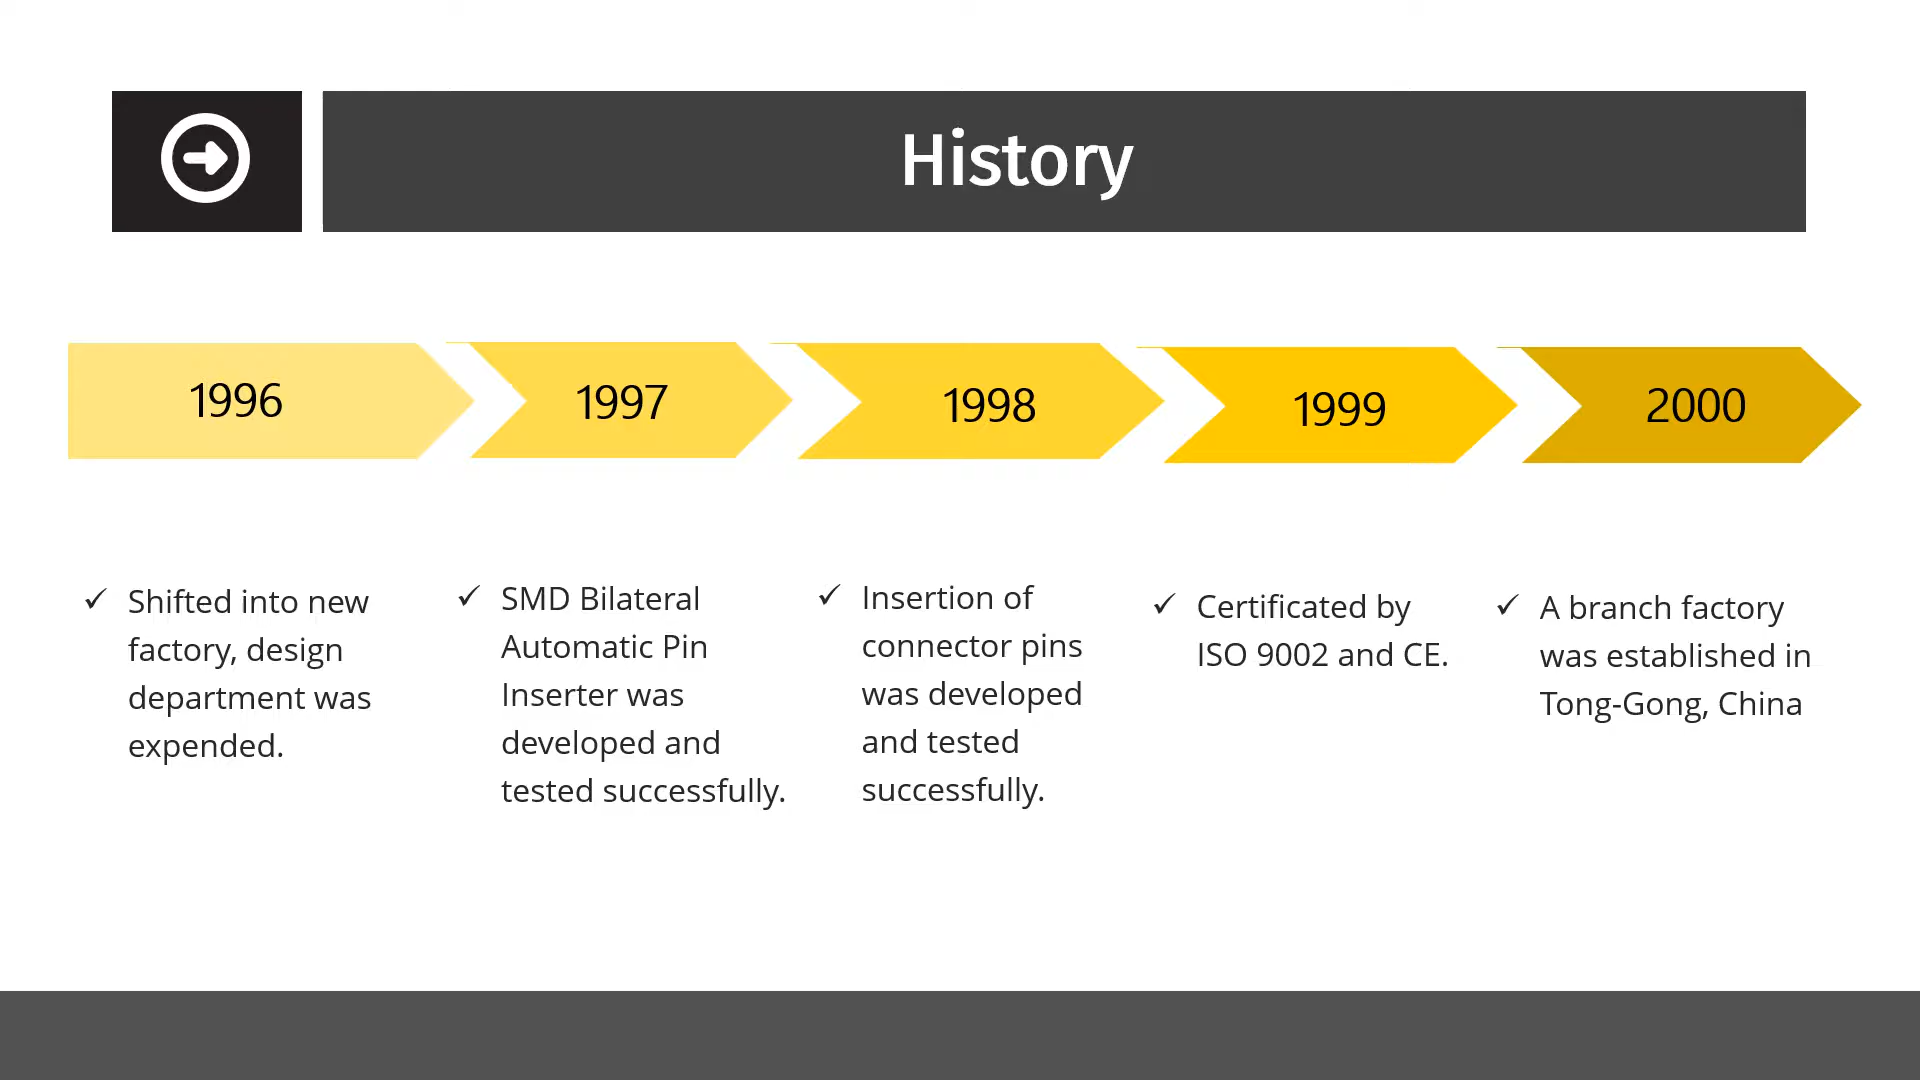 History
1996
1997
1998
1999
2000
✓ Shifted into new
factory, design
department was
expended.
✓ SMD Bilateral
Automatic Pin
Inserter was
developed and
tested successfully.
✓ Insertion of
connector pins
was developed
and tested
successfully.
✓ Certificated by
ISO 9002 and CE.
✓ A branch factory
was established in
Tong-Gong, China